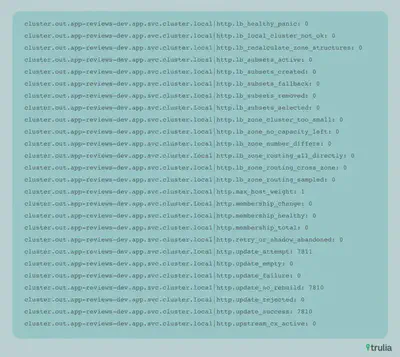 cluster.out.app-reviews-dev.app.svc.cluster.local|http.lb_healthy_panic: 0
cluster.out.app-reviews-dev.app.svc.cluster.local|http.lb_local_cluster_not_ok: 0
cluster.out.app-reviews-dev.app.svc.cluster.local|http.lb_recalculate_zone_structures: 0
cluster.out.app-reviews-dev.app.svc.cluster.local|http.lb_subsets_active: 0
cluster.out.app-reviews-dev.app.svc.cluster.local|http.lb_subsets_created: 0
cluster.out.app-reviews-dev.app.svc.cluster.local|http.lb_subsets_fallback: 0
cluster.out.app-reviews-dev.app.svc.cluster.local|http.lb_subsets_removed: 0
cluster.out.app-reviews-dev.app.svc.cluster.local|http.lb_subsets_selected: 0
cluster.out.app-reviews-dev.app.svc.cluster.local|http.lb_zone_cluster_too_small: 0
cluster.out.app-reviews-dev.app.svc.cluster.local|http.lb_zone_no_capacity_left: 0
cluster.out.app-reviews-dev.app.svc.cluster.local|http.lb_zone_number_differs: 0
cluster.out.app-reviews-dev.app.svc.cluster.local|http.lb_zone_routing_all_directly: 0
cluster.out.app-reviews-dev.app.svc.cluster.local|http.lb_zone_routing_cross_zone: 0
cluster.out.app-reviews-dev.app.svc.cluster.local|http.lb_zone_routing_sampled: 0
cluster.out.app-reviews-dev.app.svc.cluster.local|http.max_host_weight: 1
cluster.out.app-reviews-dev.app.svc.cluster.local|http.membership_change: 0
cluster.out.app-reviews-dev.app.svc.cluster.local|http.membership_healthy: 0
cluster.out.app-reviews-dev.app.svc.cluster.local|http.membership_total: 0
cluster.out.app-reviews-dev.app.svc.cluster.local|http.retry_or_shadow_abandoned: 0
cluster.out.app-reviews-dev.app.svc.cluster.local|http.update_attempt: 7811
cluster.out.app-reviews-dev.app.svc.cluster.local|http.update_empty: 0
cluster.out.app-reviews-dev.app.svc.cluster.local|http.update_failure: 0
cluster.out.app-reviews-dev.app.svc.cluster.local|http.update_no_rebuild: 7810
cluster.out.app-reviews-dev.app.svc.cluster.local|http.update_rejected: 0
cluster.out.app-reviews-dev.app.svc.cluster.local|http.update_success: 7810
cluster.out.app-reviews-dev.app.svc.cluster.local|http.upstream_cx_active: 0
trulia